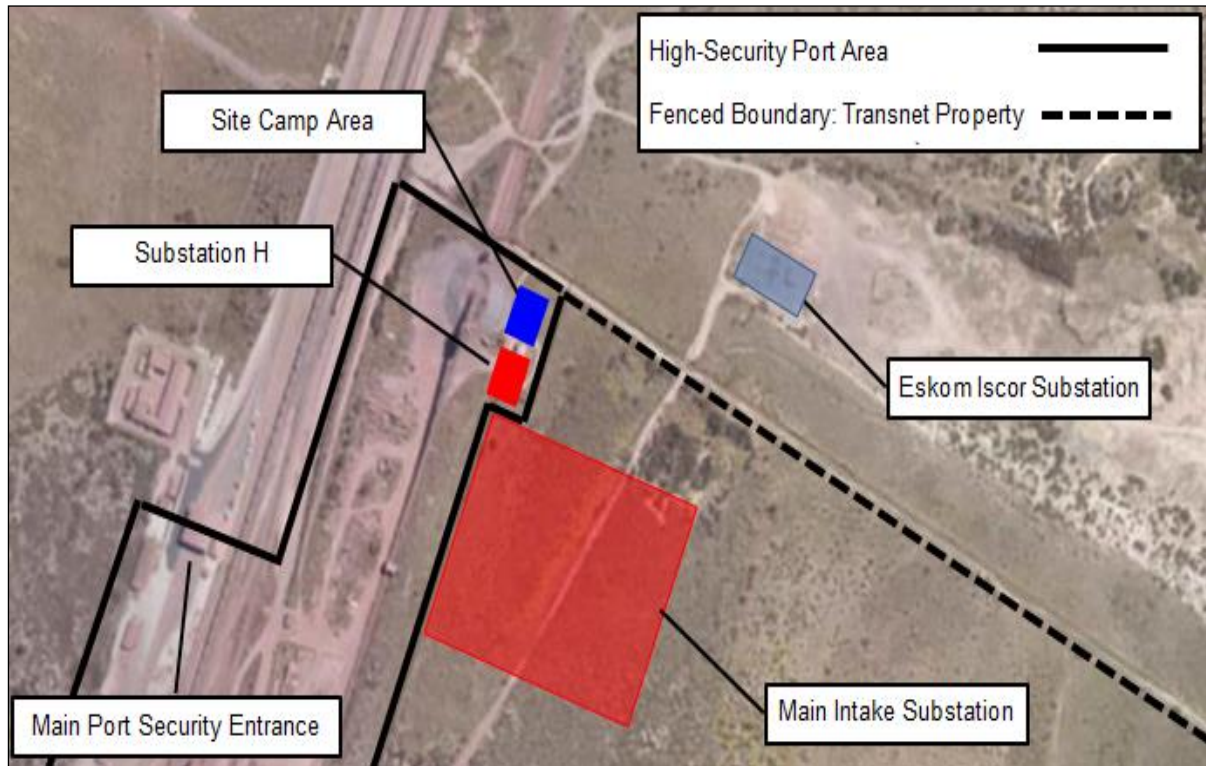 High-Security Port Area
Fenced Boundary: Transnet Property
Site Camp Area
Substation H
Eskom Iscor Substation
Main Port Security Entrance
Main Intake Substation